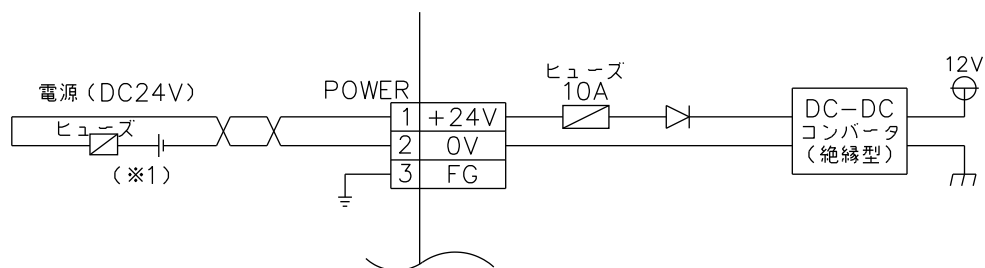 電源(DC24V)
ヒューズ
(※1)
POWER
1 +24V
2 0V
3 FG
ヒューズ
10A
DC-DC
コンバータ
(絶縁型)
12V